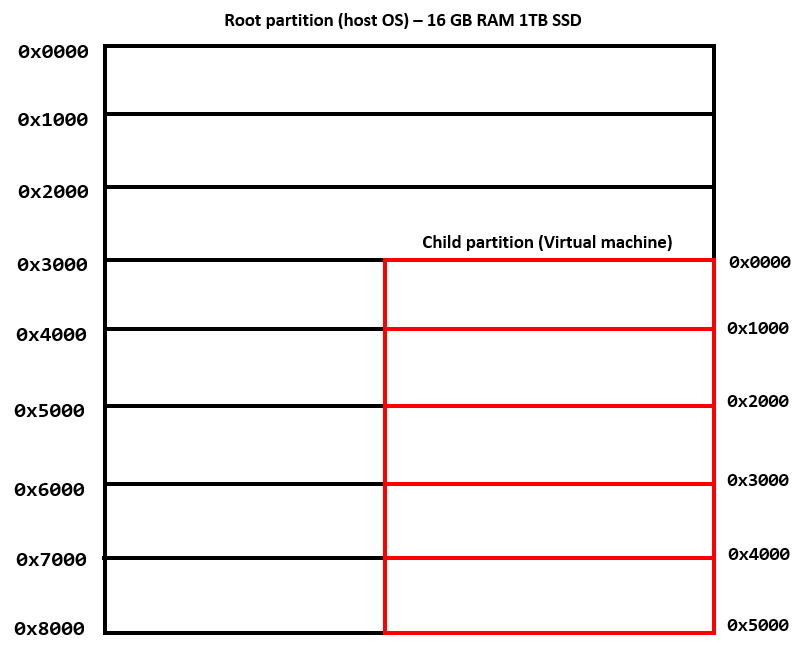 Root partition (host OS) – 16 GB RAM 1TB SSD
0x0000
0x1000
0x2000
Child partition (Virtual machine)
0x3000 0x0000
0x4000 0x1000
0x5000 0x2000
0x6000 0x3000
0x7000 0x4000
0x8000 0x5000